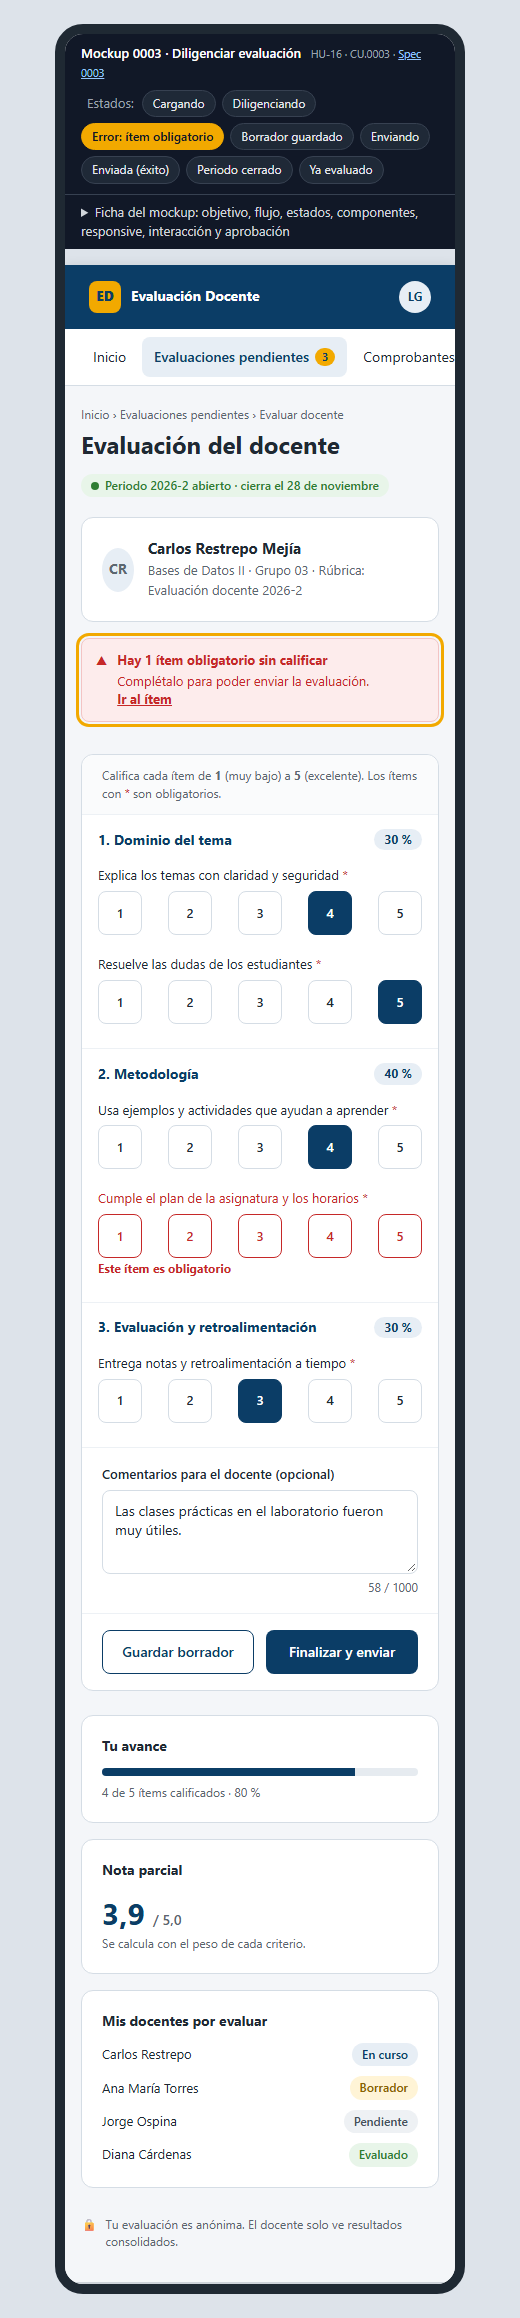 Mockup 0003 · Diligenciar evaluación HU-16 · CU.0003 · Spec
0003
Estados: Cargando Diligenciando
Error: ítem obligatorio Borrador guardado Enviando
Enviada (éxito) Periodo cerrado Ya evaluado
▶ Ficha del mockup: objetivo, flujo, estados, componentes,
responsive, interacción y aprobación
ED Evaluación Docente LG
Inicio Evaluaciones pendientes 3 Comprobantes
Inicio › Evaluaciones pendientes › Evaluar docente
Evaluación del docente
Periodo 2026-2 abierto · cierra el 28 de noviembre
Carlos Restrepo Mejía
CR
Bases de Datos II · Grupo 03 · Rúbrica:
Evaluación docente 2026-2
▲ Hay 1 ítem obligatorio sin calificar
Complétalo para poder enviar la evaluación.
Ir al ítem
Califica cada ítem de 1 (muy bajo) a 5 (excelente). Los ítems
con * son obligatorios.
1. Dominio del tema 30 %
Explica los temas con claridad y seguridad *
1 2 3 4 5
Resuelve las dudas de los estudiantes *
1 2 3 4 5
2. Metodología 40 %
Usa ejemplos y actividades que ayudan a aprender *
1 2 3 4 5
Cumple el plan de la asignatura y los horarios *
1 2 3 4 5
Este ítem es obligatorio
3. Evaluación y retroalimentación 30 %
Entrega notas y retroalimentación a tiempo *
1 2 3 4 5
Comentarios para el docente (opcional)
Las clases prácticas en el laboratorio fueron
muy útiles.
58 / 1000
Guardar borrador Finalizar y enviar
Tu avance
4 de 5 ítems calificados · 80 %
Nota parcial
3,9 / 5,0
Se calcula con el peso de cada criterio.
Mis docentes por evaluar
Carlos Restrepo En curso
Ana María Torres Borrador
Jorge Ospina Pendiente
Diana Cárdenas Evaluado
Tu evaluación es anónima. El docente solo ve resultados
consolidados.